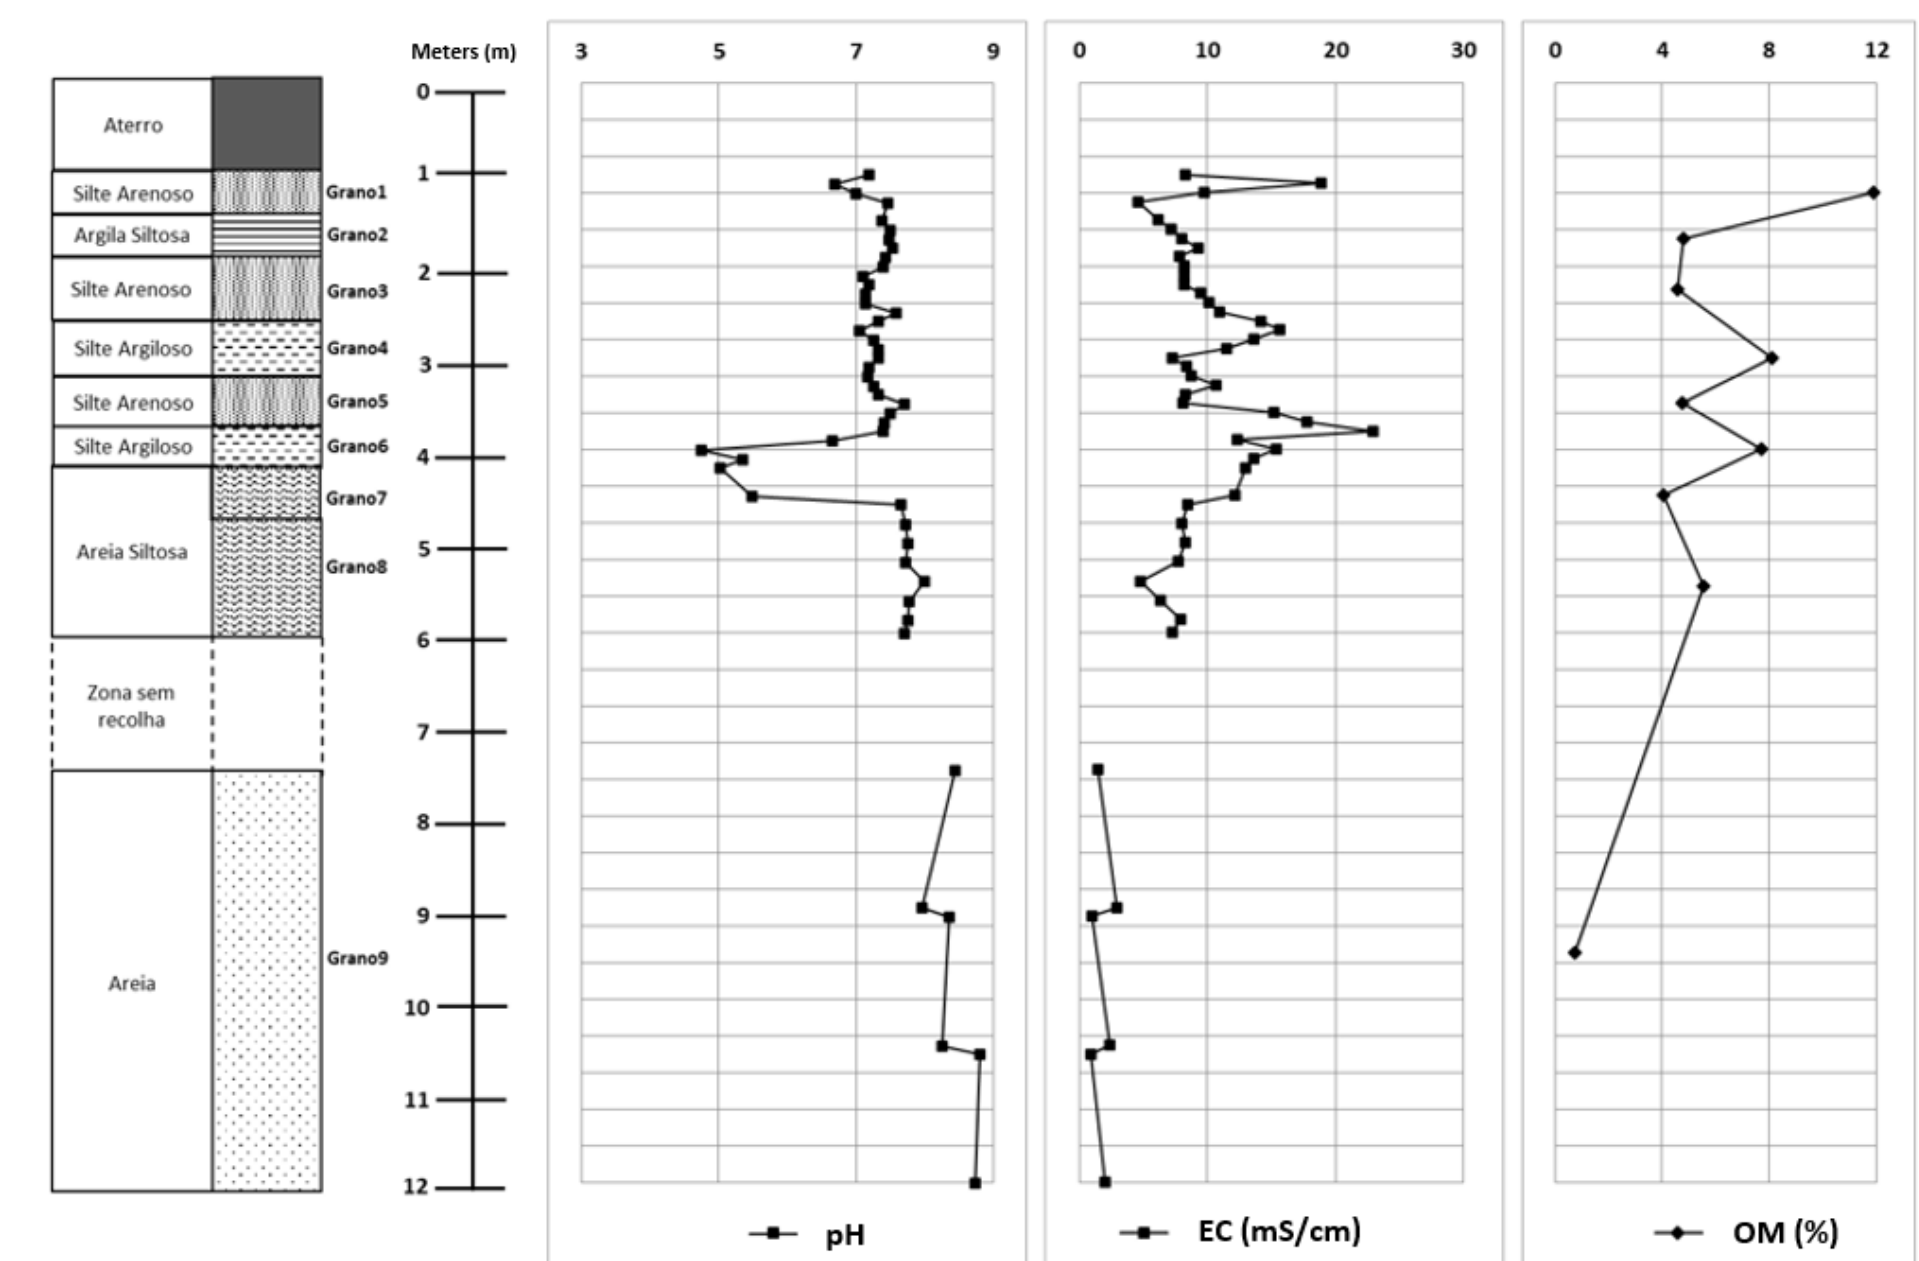 Meters (m)
3 5 7 9
0 10 20 30
0 4 8 12
Aterro
Silte Arenoso
Grano1
Argila Siltosa
Grano2
Silte Arenoso
Grano3
Silte Argiloso
Grano4
Silte Arenoso
Grano5
Silte Argiloso
Grano6
Grano7
Areia Siltosa
Grano8
Zona sem
recolha
Grano9
Areia
0
1
2
3
4
5
6
7
8
9
10
11
12
pH
EC (mS/cm)
OM (%)